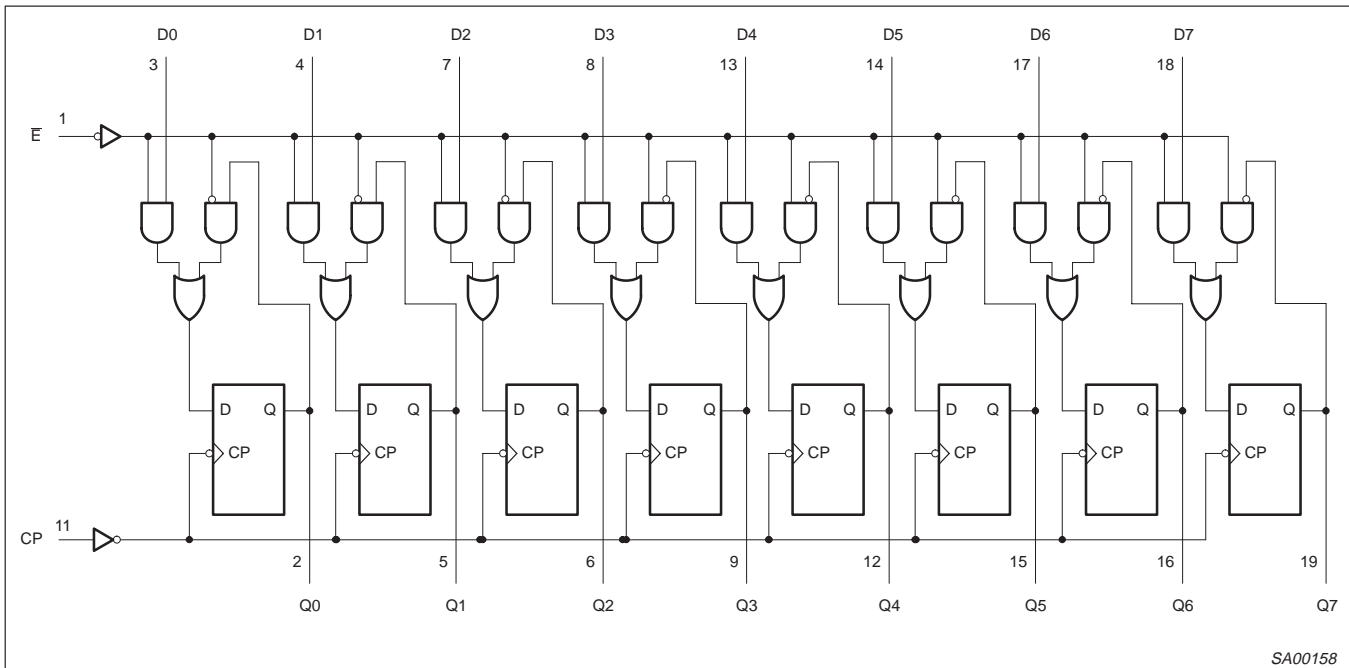 D0 D1 D2 D3 D4 D5 D6 D7
3 4 7 8 13 14 17 18
1
E̅
D Q D Q D Q D Q D Q D Q D Q D Q
CP CP CP CP CP CP CP CP
11
CP
2 5 6 9 12 15 16 19
Q0 Q1 Q2 Q3 Q4 Q5 Q6 Q7
SA00158